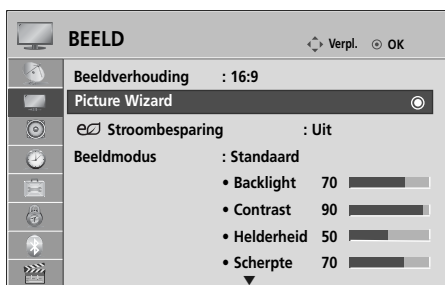 BEELD Verpl. OK
Beeldverhouding : 16:9
Picture Wizard
Stroombesparing : Uit
Beeldmodus : Standaard
• Backlight 70
• Contrast 90
• Helderheid 50
• Scherpte 70